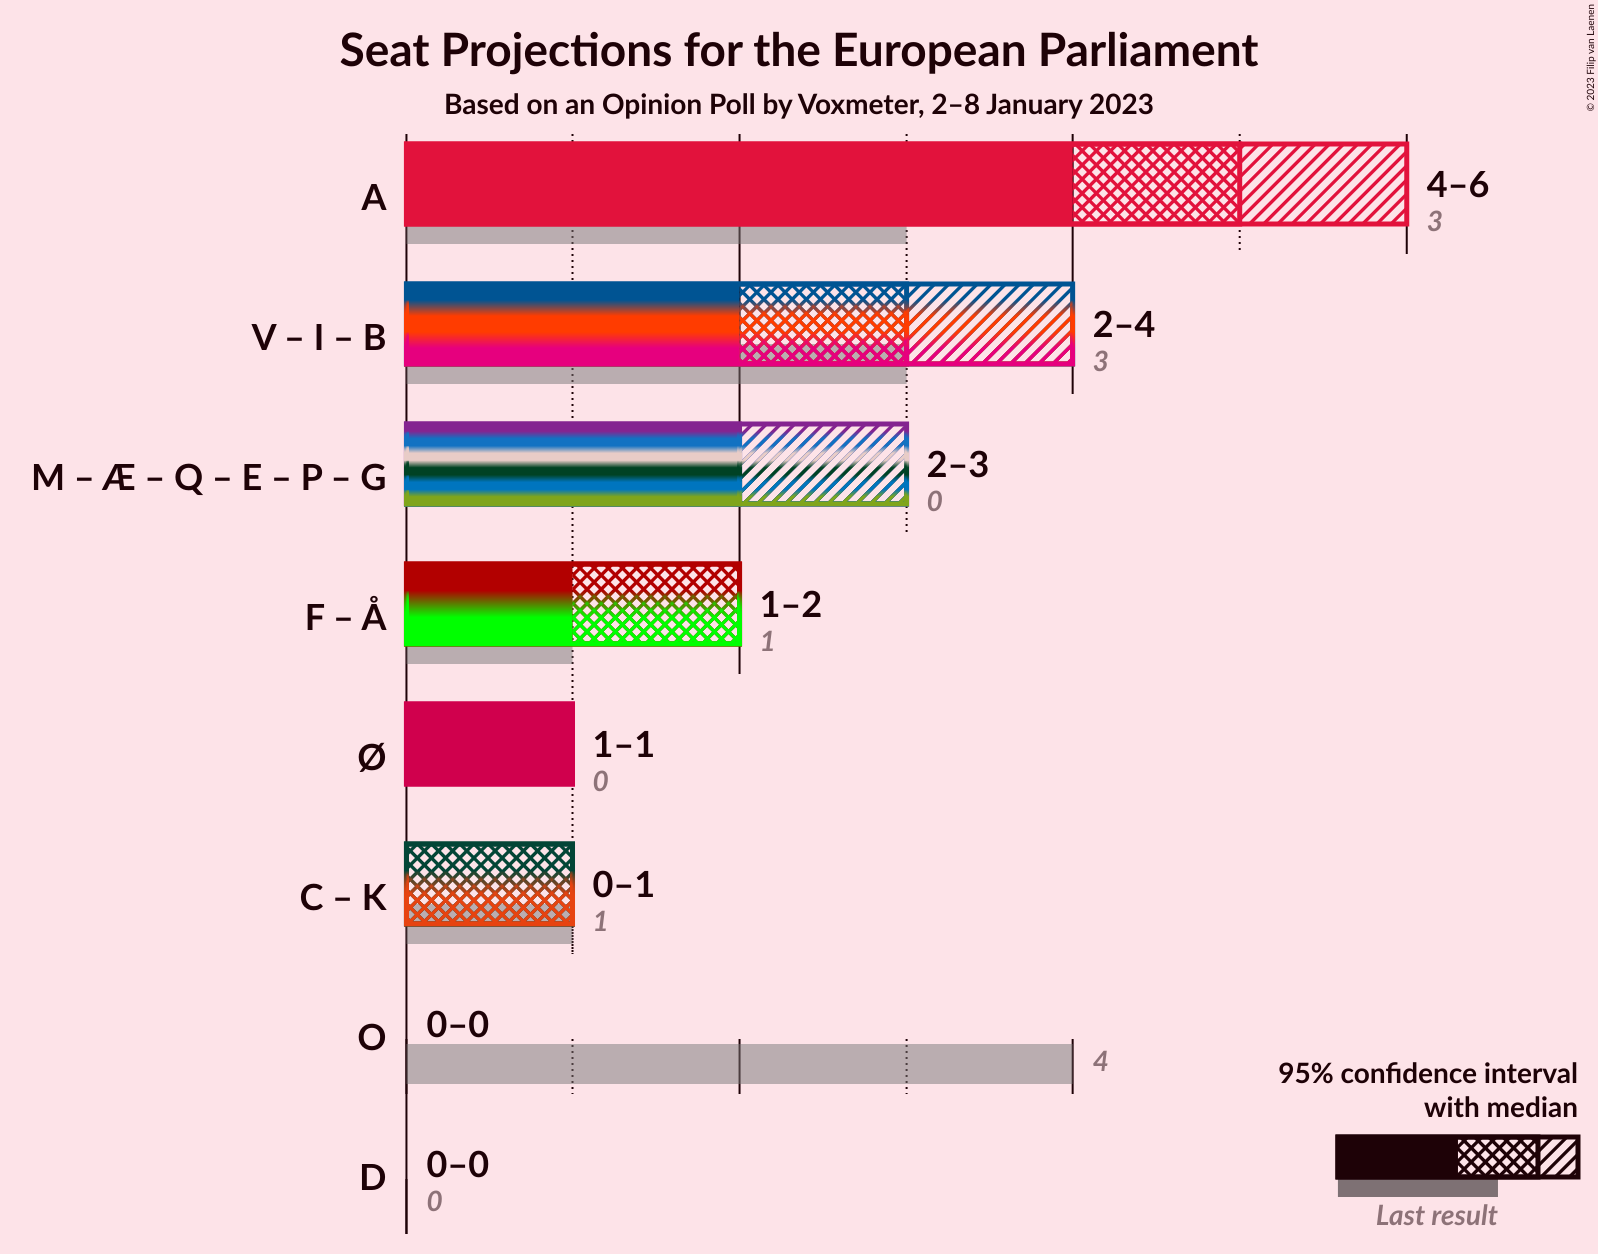 Seat Projections for the European Parliament
Based on an Opinion Poll by Voxmeter, 2–8 January 2023
© 2023 Filip van Laenen
A
4–6
3
V – I – B
2–4
3
M – Æ – Q – E – P – G
2–3
0
F – Å
1–2
1
Ø
1–1
0
C – K
0–1
1
O
0–0
4
D
0–0
0
95% confidence interval
with median
Last result